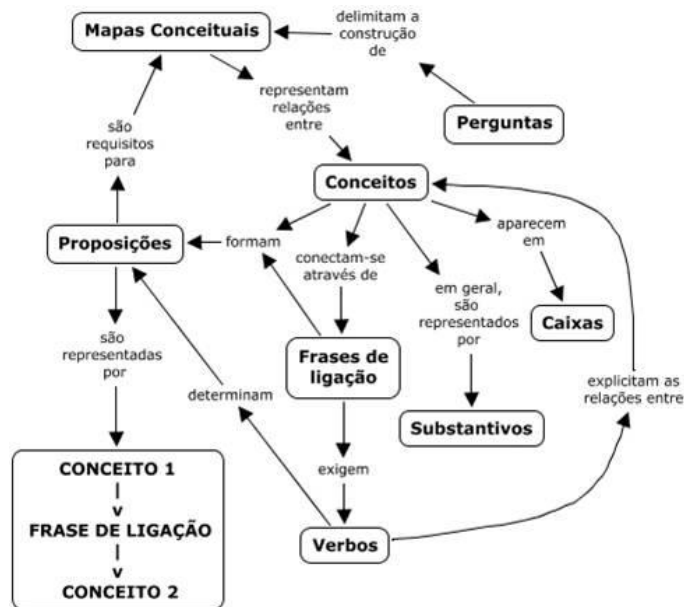 Mapas Conceituais
delimitam a
construção
de
representam
relações
entre
Perguntas
são
requisitos
para
Conceitos
Proposições
formam
conectam-se
através de
aparecem
em
em geral,
são
representados
por
Caixas
são
representadas
por
Frases de
ligação
determinam
explicitam as
relações entre
Substantivos
CONCEITO 1
|
v
FRASE DE LIGAÇÃO
|
v
CONCEITO 2
exigem
Verbos